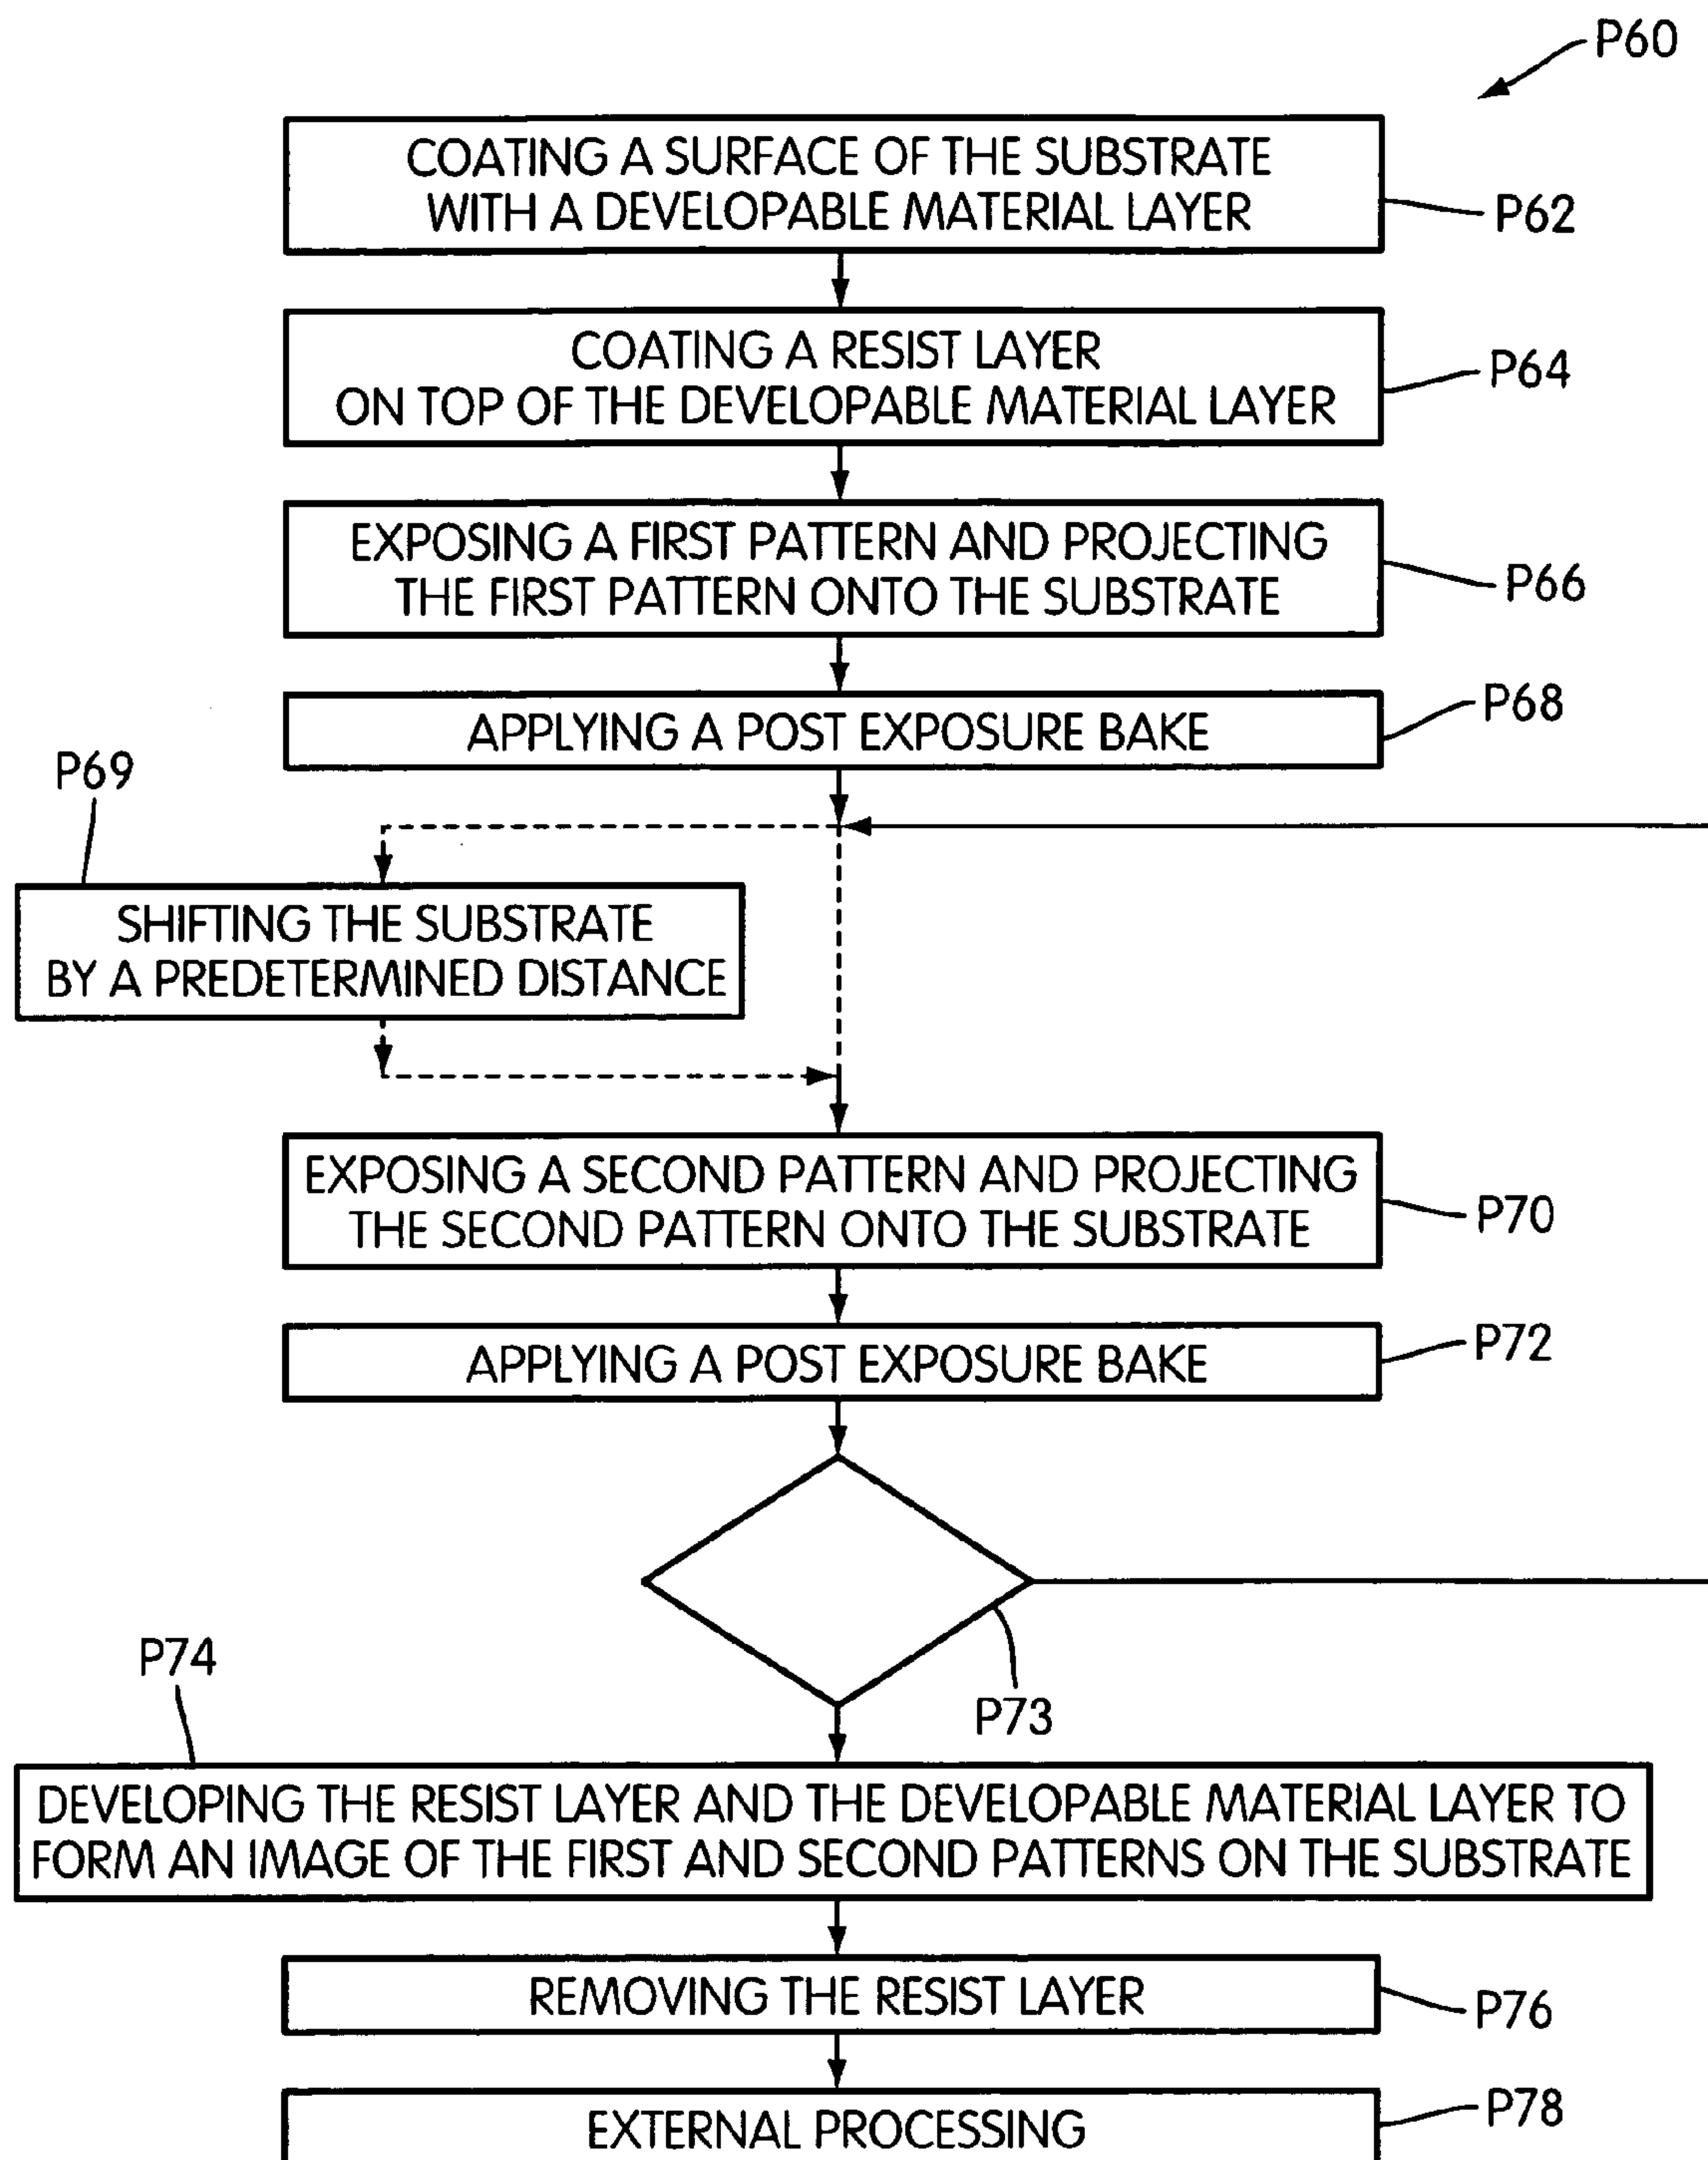 P60
COATING A SURFACE OF THE SUBSTRATE
WITH A DEVELOPABLE MATERIAL LAYER
P62
COATING A RESIST LAYER
ON TOP OF THE DEVELOPABLE MATERIAL LAYER
P64
EXPOSING A FIRST PATTERN AND PROJECTING
THE FIRST PATTERN ONTO THE SUBSTRATE
P66
APPLYING A POST EXPOSURE BAKE
P68
P69
SHIFTING THE SUBSTRATE
BY A PREDETERMINED DISTANCE
EXPOSING A SECOND PATTERN AND PROJECTING
THE SECOND PATTERN ONTO THE SUBSTRATE
P70
APPLYING A POST EXPOSURE BAKE
P72
P73
P74
DEVELOPING THE RESIST LAYER AND THE DEVELOPABLE MATERIAL LAYER TO
FORM AN IMAGE OF THE FIRST AND SECOND PATTERNS ON THE SUBSTRATE
REMOVING THE RESIST LAYER
P76
EXTERNAL PROCESSING
P78